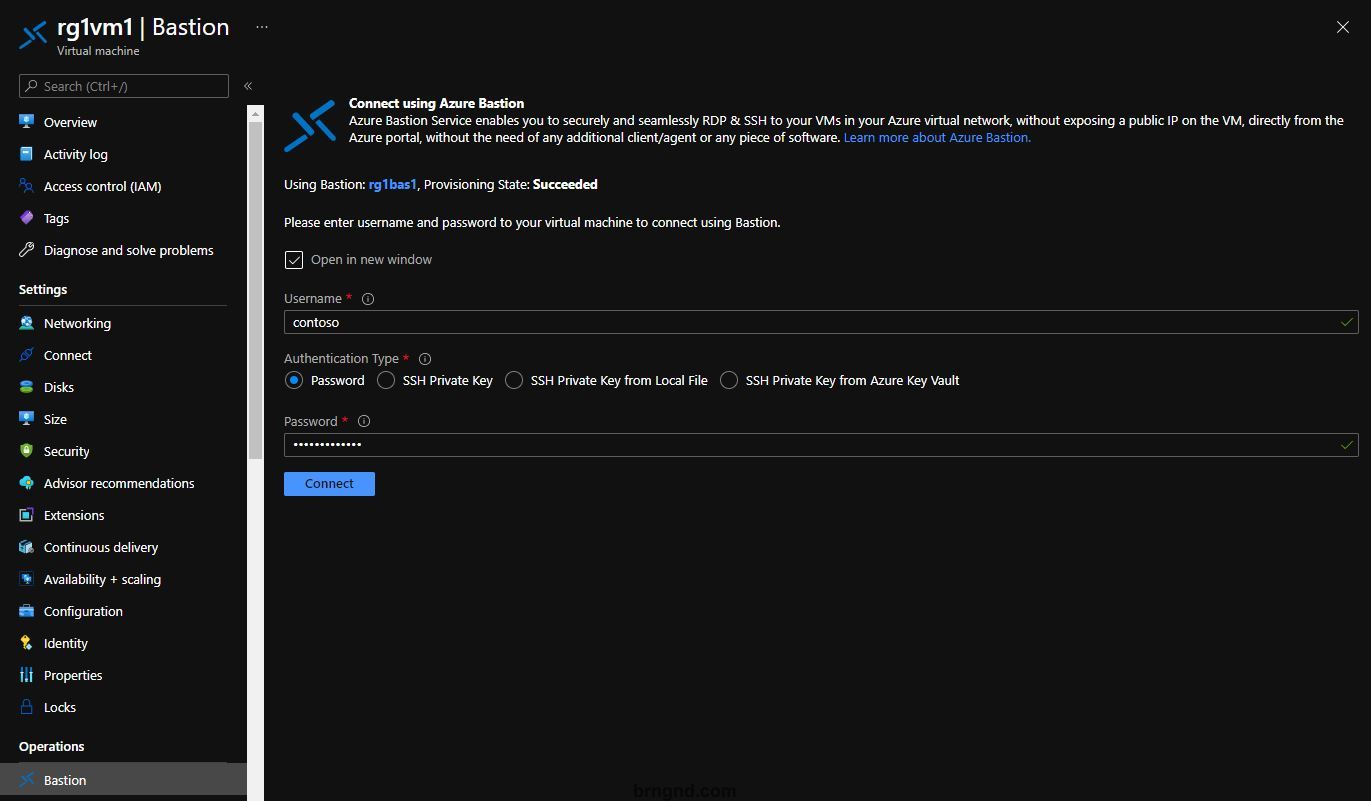 rg1vm1 | Bastion ...
Virtual machine
Search (Ctrl+/)
«
Overview
Activity log
Access control (IAM)
Tags
Diagnose and solve problems
Settings
Networking
Connect
Disks
Size
Security
Advisor recommendations
Extensions
Continuous delivery
Availability + scaling
Configuration
Identity
Properties
Locks
Operations
Bastion
Connect using Azure Bastion
Azure Bastion Service enables you to securely and seamlessly RDP & SSH to your VMs in your Azure virtual network, without exposing a public IP on the VM, directly from the
Azure portal, without the need of any additional client/agent or any piece of software. Learn more about Azure Bastion.
Using Bastion: rg1bas1, Provisioning State: Succeeded
Please enter username and password to your virtual machine to connect using Bastion.
Open in new window
Username *
contoso
Authentication Type *
Password SSH Private Key SSH Private Key from Local File SSH Private Key from Azure Key Vault
Password *
•••••••••••••
Connect
brngnd.com